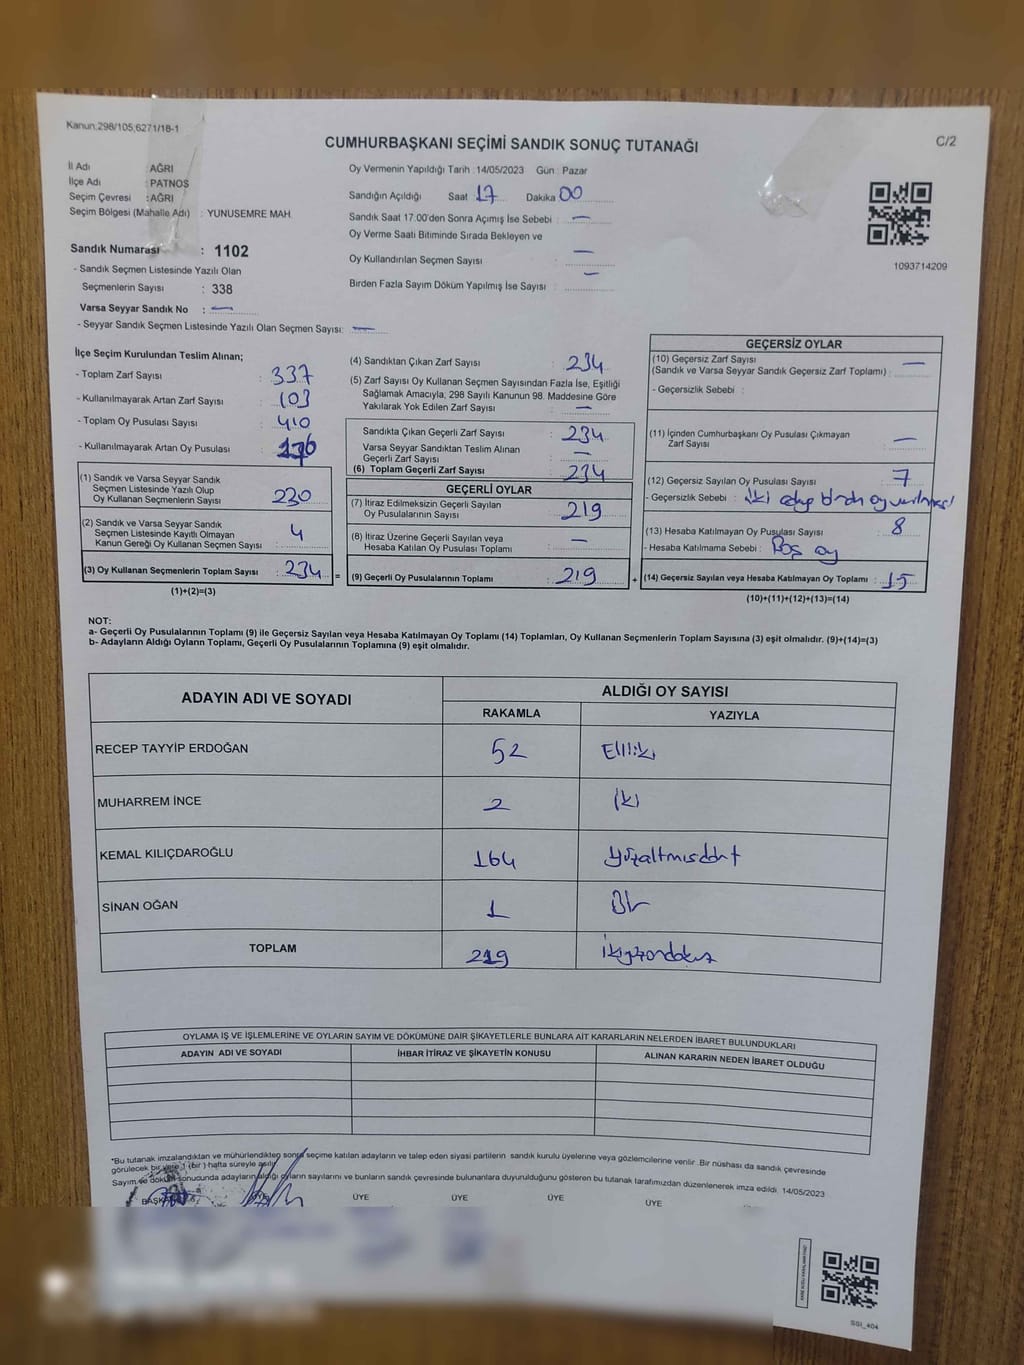 Kanun:298/105;6271/18-1
C/2
CUMHURBAŞKANI SEÇİMİ SANDIK SONUÇ TUTANAĞI
İl Adı : AĞRI
İlçe Adı : PATNOS
Seçim Çevresi : AĞRI
Seçim Bölgesi (Mahalle Adı) : YUNUSEMRE MAH.
Sandık Numarası : 1102
- Sandık Seçmen Listesinde Yazılı Olan
Seçmenlerin Sayısı : 338
Varsa Seyyar Sandık No : —
- Seyyar Sandık Seçmen Listesinde Yazılı Olan Seçmen Sayısı: —
Oy Vermenin Yapıldığı Tarih : 14/05/2023 Gün : Pazar
Sandığın Açıldığı Saat 17 Dakika 00
Sandık Saat 17:00'den Sonra Açımış İse Sebebi : —
Oy Verme Saati Bitiminde Sırada Bekleyen ve
Oy Kullandırılan Seçmen Sayısı : —
Birden Fazla Sayım Döküm Yapılmış İse Sayısı : —
1093714209
İlçe Seçim Kurulundan Teslim Alınan;
- Toplam Zarf Sayısı : 337
- Kullanılmayarak Artan Zarf Sayısı : 103
- Toplam Oy Pusulası Sayısı : 410
- Kullanılmayarak Artan Oy Pusulası :
(1) Sandık ve Varsa Seyyar Sandık
Seçmen Listesinde Yazılı Olup
Oy Kullanan Seçmenlerin Sayısı : 230
(2) Sandık ve Varsa Seyyar Sandık
Seçmen Listesinde Kayıtlı Olmayan
Kanun Gereği Oy Kullanan Seçmen Sayısı : 4
(3) Oy Kullanan Seçmenlerin Toplam Sayısı : 234 =
(1)+(2)=(3)
(4) Sandıktan Çıkan Zarf Sayısı : 234
(5) Zarf Sayısı Oy Kullanan Seçmen Sayısından Fazla İse, Eşitliği
Sağlamak Amacıyla, 298 Sayılı Kanunun 98. Maddesine Göre
Yakılarak Yok Edilen Zarf Sayısı : —
Sandıkta Çıkan Geçerli Zarf Sayısı : 234
Varsa Seyyar Sandıktan Teslim Alınan
Geçerli Zarf Sayısı : —
(6) Toplam Geçerli Zarf Sayısı : 234
GEÇERLİ OYLAR
(7) İtiraz Edilmeksizin Geçerli Sayılan
Oy Pusulalarının Sayısı : 219
(8) İtiraz Üzerine Geçerli Sayılan veya
Hesaba Katılan Oy Pusulası Toplamı : —
(9) Geçerli Oy Pusulalarının Toplamı : 219 +
GEÇERSİZ OYLAR
(10) Geçersiz Zarf Sayısı
(Sandık ve Varsa Seyyar Sandık Geçersiz Zarf Toplamı) : —
- Geçersizlik Sebebi :
(11) İçinden Cumhurbaşkanı Oy Pusulası Çıkmayan
Zarf Sayısı : —
(12) Geçersiz Sayılan Oy Pusulası Sayısı : 7
- Geçersizlik Sebebi : iki aday birden oy verilmesi
(13) Hesaba Katılmayan Oy Pusulası Sayısı : 8
- Hesaba Katılmama Sebebi : Boş oy
(14) Geçersiz Sayılan veya Hesaba Katılmayan Oy Toplamı : 15
(10)+(11)+(12)+(13)=(14)
NOT:
a- Geçerli Oy Pusulalarının Toplamı (9) ile Geçersiz Sayılan veya Hesaba Katılmayan Oy Toplamı (14) Toplamları, Oy Kullanan Seçmenlerin Toplam Sayısına (3) eşit olmalıdır. (9)+(14)=(3)
b- Adayların Aldığı Oyların Toplamı, Geçerli Oy Pusulalarının Toplamına (9) eşit olmalıdır.
ADAYIN ADI VE SOYADI ALDIĞI OY SAYISI
RAKAMLA YAZIYLA
RECEP TAYYİP ERDOĞAN 52 Elliiki
MUHARREM İNCE 2 iki
KEMAL KILIÇDAROĞLU 164 yüzaltmışdört
SİNAN OĞAN 1 Bir
TOPLAM 219 ikiyüzondokuz
OYLAMA İŞ VE İŞLEMLERİNE VE OYLARIN SAYIM VE DÖKÜMÜNE DAİR ŞİKAYETLERLE BUNLARA AİT KARARLARIN NELERDEN İBARET BULUNDUKLARI
ADAYIN ADI VE SOYADI İHBAR İTİRAZ VE ŞİKAYETİN KONUSU ALINAN KARARIN NEDEN İBARET OLDUĞU
*Bu tutanak imzalandıktan ve mühürlendikten sonra seçime katılan adayların ve talep eden siyasi partilerin sandık kurulu üyelerine veya gözlemcilerine verilir. Bir nüshası da sandık çevresinde
görülecek bir yere 1 (bir) hafta süreyle asılır.
Sayım ve döküm sonucunda adayların aldığı oyların sayılarını ve bunların sandık çevresinde bulunanlara duyurulduğunu gösteren bu tutanak tarafımızdan düzenlenerek imza edildi. 14/05/2023
BAŞKAN ÜYE ÜYE ÜYE ÜYE ÜYE
SSI_404